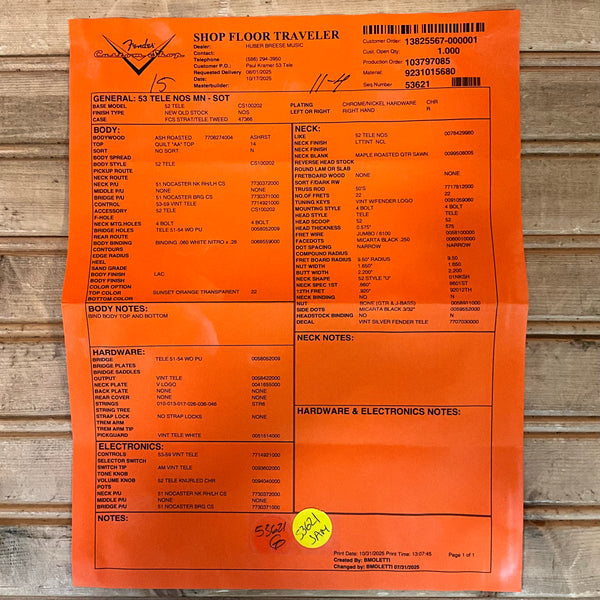 Fender
Custom Shop
SHOP FLOOR TRAVELER
Dealer: HUBER BREESE MUSIC
Contact:
Telephone (586) 294-3950
Customer P.O.: Paul Kramer 53 Tele
Requested Delivery 08/01/2025
Date: 10/17/2025
Masterbuilder:
Customer Order: 13825567-000001
Cust. Open Qty: 1.000
Production Order: 103797085
Material: 9231015680
Seq Number 53621
15
11-4
GENERAL: 53 TELE NOS MN - SOT
BASE MODEL 52 TELE CS100202
FINISH TYPE NEW OLD STOCK NOS
CASE FCS STRAT/TELE TWEED 47366
PLATING CHROME/NICKEL HARDWARE CHR
LEFT OR RIGHT RIGHT HAND R
BODY:
BODYWOOD ASH ROASTED 7708274004 ASHRST
TOP QUILT "AA" TOP 14
SORT NO SORT N
BODY SPREAD
BODY STYLE 52 TELE CS100202
PICKUP ROUTE
NECK ROUTE
NECK P/U 51 NOCASTER NK RH/LH CS 7730372000
MIDDLE P/U NONE NONE
BRIDGE P/U 51 NOCASTER BRG CS 7730371000
CONTROL 53-59 VINT TELE 7714921000
ACCESSORY 52 TELE CS100202
F-HOLE
NECK MTG.HOLES 4 BOLT 4 BOLT
BRIDGE HOLES TELE 51-54 WO PU 0058052009
REAR ROUTE
BODY BINDING BINDING .060 WHITE NITRO x .28 0068559000
CONTOURS
EDGE RADIUS
HEEL
SAND GRADE
BODY FINISH LAC
BODY FINISH
COLOR OPTION
TOP COLOR SUNSET ORANGE TRANSPARENT 22
BOTTOM COLOR
BODY NOTES:
BIND BODY TOP AND BOTTOM
HARDWARE:
BRIDGE TELE 51-54 WO PU 0058052009
BRIDGE PLATES
BRIDGE SADDLES
OUTPUT VINT TELE 0058422000
NECK PLATE V LOGO 0041655000
BACK PLATE NONE NONE
REAR COVER NONE NONE
STRINGS 010-013-017-026-036-046 STR6
STRING TREE
STRAP LOCK NO STRAP LOCKS NONE
TREM ARM
TREM ARM TIP
PICKGUARD VINT TELE WHITE 0051614000
ELECTRONICS:
CONTROLS 53-59 VINT TELE 7714921000
SELECTOR SWITCH
SWITCH TIP AM VNT TELE 0093602000
TONE KNOB
VOLUME KNOB 52 TELE KNURLED CHR 0094040000
POTS
NECK P/U 51 NOCASTER NK RH/LH CS 7730372000
MIDDLE P/U NONE NONE
BRIDGE P/U 51 NOCASTER BRG CS 7730371000
NECK:
LIKE 52 TELE NOS 0078429980
NECK FINISH LTTINT NCL
NECK FINISH
NECK BLANK MAPLE ROASTED QTR SAWN 0099508005
REVERSE HEAD STOCK
ROUND LAM OR SLAB
FRETBOARD WOOD NONE NONE
SORT F/DARK RW
TRUSS ROD 50'S 7717812000
NO.OF FRETS 22 22
TUNING KEYS VINT W/FENDER LOGO 0081059060
MOUNTING STYLE 4 BOLT 4 BOLT
HEAD STYLE TELE TELE
HEAD SCOOP 52 52
HEAD THICKNESS 0.575" 575
FRET WIRE JUMBO / 6100 0058100000
FACEDOTS MICARTA BLACK .250 0060010000
DOT SPACING NARROW NARROW
COMPOUND RADIUS
FRET BOARD RADIUS 9.50" RADIUS 9.50
NUT WIDTH 1.650" 1.650
BUTT WIDTH 2.200" 2.200
NECK SHAPE 52 STYLE "U" 01NKSH
NECK SPEC 1ST .960" 9601ST
12TH FRET .920" 92012TH
NECK BINDING NO N
NUT BONE (GTR & J-BASS) 0058911000
SIDE DOTS MICARTA BLACK 3/32" 0059552000
HEADSTOCK BINDING NO N
DECAL VINT SILVER FENDER TELE 7707030000
NECK NOTES:
HARDWARE & ELECTRONICS NOTES:
NOTES:
53621
53621
SAM
Print Date: 10/31/2025 Print Time: 13:07:45
Page 1 of 1
Created By: BMOLETTI
Changed by: BMOLETTI 07/31/2025